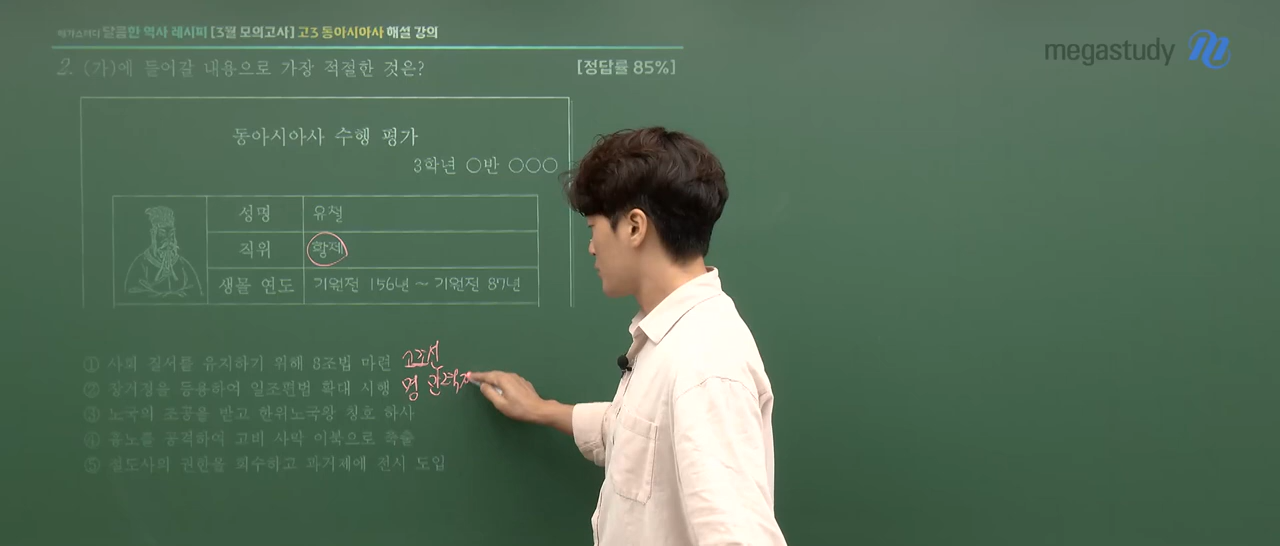 메가스터디 달콤한 역사 레시피 [3월 모의고사] 고3 동아시아사 해설 강의
megastudy
2. (가)에 들어갈 내용으로 가장 적절한 것은?
[정답률 85%]
동아시아사 수행 평가
3학년 ○반 ○○○
성명 유철
직위 황제
생몰 연도 기원전 156년 ~ 기원전 87년
① 사회 질서를 유지하기 위해 8조법 마련 고조선
② 장거정을 등용하여 일조편법 확대 시행 명 만력제
③ 노국의 조공을 받고 한위노국왕 칭호 하사
④ 흉노를 공격하여 고비 사막 이북으로 축출
⑤ 절도사의 권한을 회수하고 과거제에 전시 도입